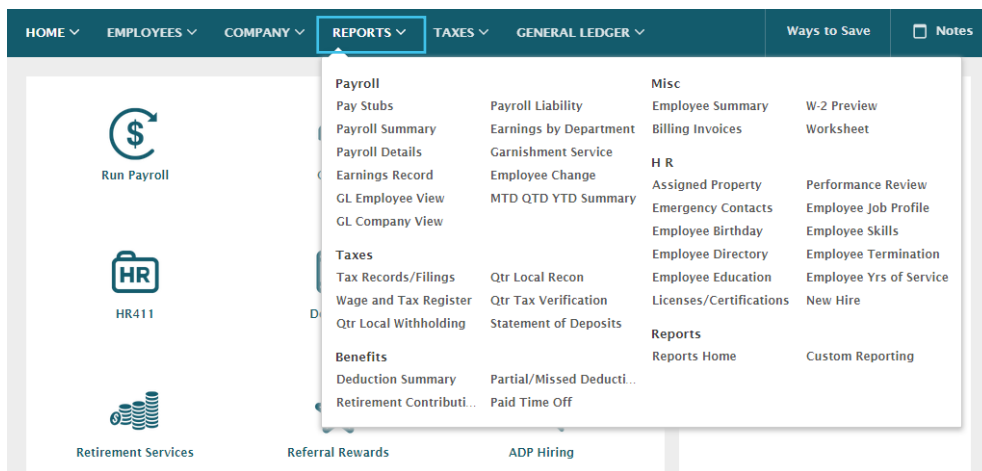 HOME EMPLOYEES COMPANY REPORTS TAXES GENERAL LEDGER Ways to Save Notes
Payroll
Pay Stubs
Payroll Summary
Payroll Details
Earnings Record
GL Employee View
GL Company View
Payroll Liability
Earnings by Department
Garnishment Service
Employee Change
MTD QTD YTD Summary
Taxes
Tax Records/Filings
Wage and Tax Register
Qtr Local Withholding
Qtr Local Recon
Qtr Tax Verification
Statement of Deposits
Benefits
Deduction Summary
Retirement Contributi...
Partial/Missed Deducti...
Paid Time Off
Misc
Employee Summary
Billing Invoices
W-2 Preview
Worksheet
H R
Assigned Property
Emergency Contacts
Employee Birthday
Employee Directory
Employee Education
Licenses/Certifications
Performance Review
Employee Job Profile
Employee Skills
Employee Termination
Employee Yrs of Service
New Hire
Reports
Reports Home
Custom Reporting
Run Payroll
HR
HR411
Retirement Services
Referral Rewards
ADP Hiring